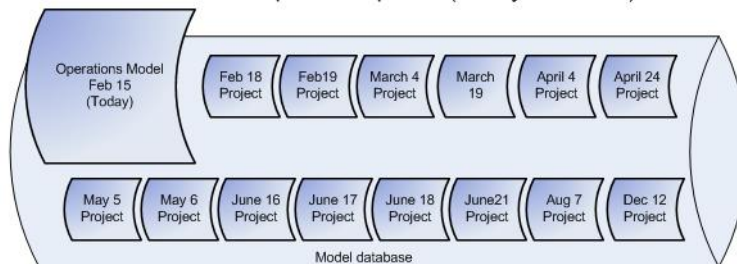 Operations Model
Feb 15
(Today)
Feb 18
Project
Feb19
Project
March 4
Project
March
19
April 4
Project
April 24
Project
May 5
Project
May 6
Project
June 16
Project
June 17
Project
June 18
Project
June21
Project
Aug 7
Project
Dec 12
Project
Model database